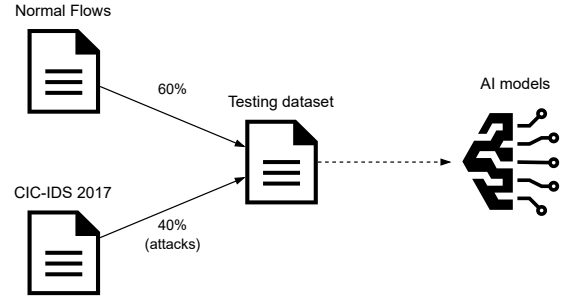 Normal Flows
60%
Testing dataset
AI models
CIC-IDS 2017
40%
(attacks)